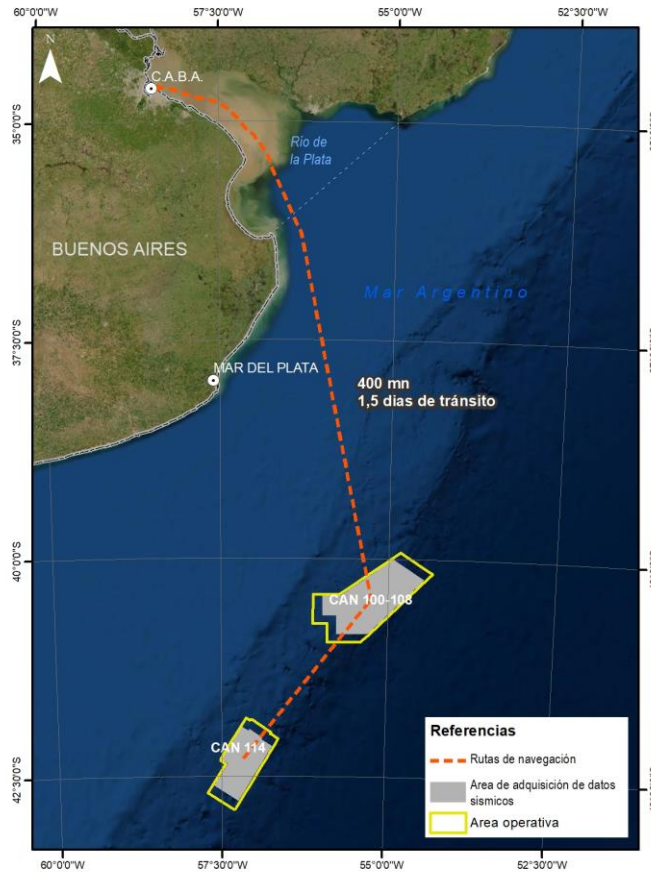 60°0'0"O
57°30'0"O
55°0'0"O
52°30'0"O
N
C.A.B.A.
35°0'0"S
Río de
la Plata
BUENOS AIRES
Mar Argentino
37°30'0"S
MAR DEL PLATA
400 mn
1,5 dias de tránsito
40°0'0"S
CAN 100-108
CAN 114
42°30'0"S
Referencias
Rutas de navegación
Area de adquisición de datos
sísmicos
Area operativa
60°0'0"O
57°30'0"O
55°0'0"O
52°30'0"O